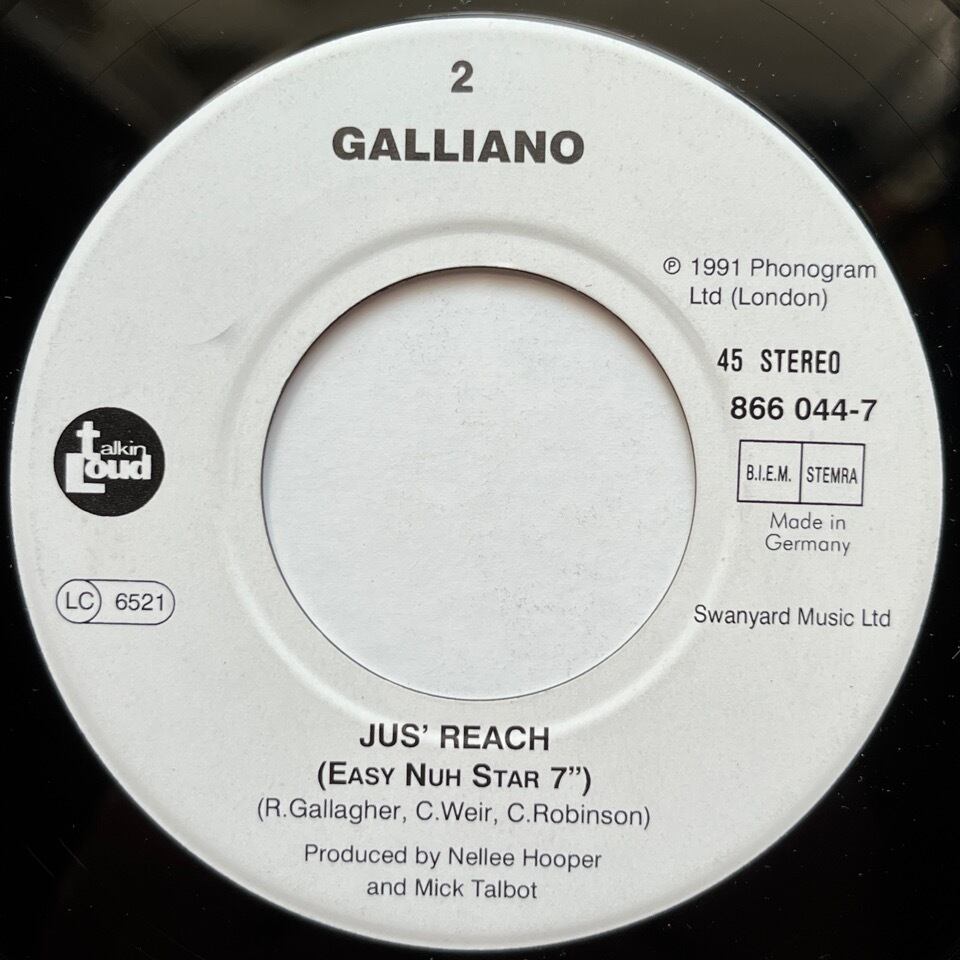 2
GALLIANO
℗ 1991 Phonogram
Ltd (London)
45 STEREO
866 044-7
B.I.E.M. STEMRA
Made in
Germany
talkin
Loud
LC 6521
Swanyard Music Ltd
JUS' REACH
(EASY NUH STAR 7")
(R.Gallagher, C.Weir, C.Robinson)
Produced by Nellee Hooper
and Mick Talbot